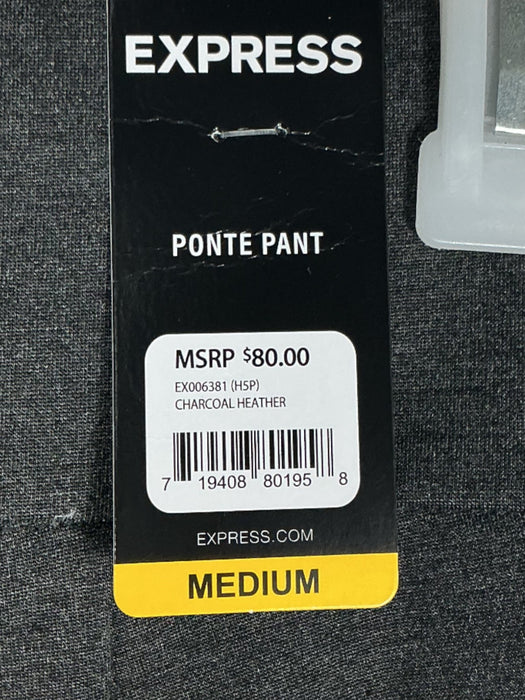 EXPRESS
PONTE PANT
MSRP $80.00
EX006381 (H5P)
CHARCOAL HEATHER
7 19408 80195 8
EXPRESS.COM
MEDIUM